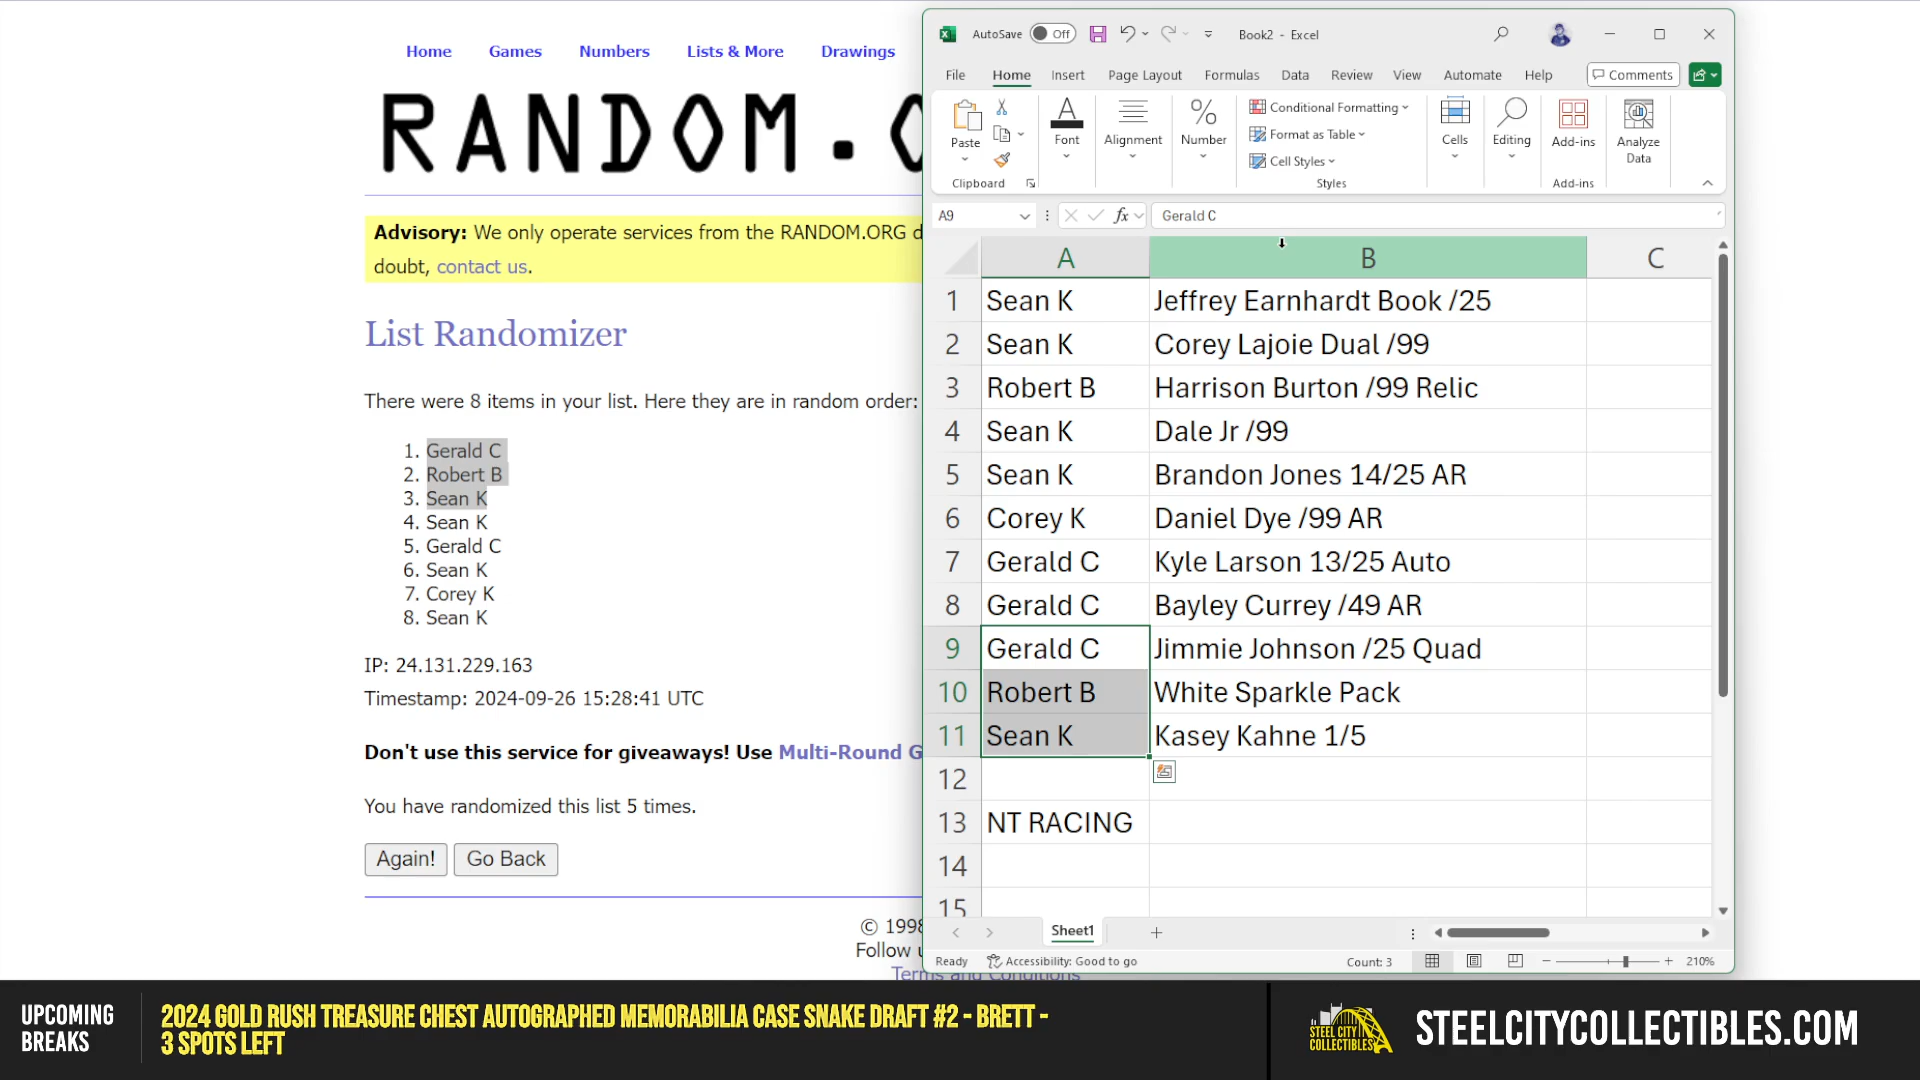 Home Games Numbers Lists & More Drawings
RANDOM.O
Advisory: We only operate services from the RANDOM.ORG d
doubt, contact us.
List Randomizer
There were 8 items in your list. Here they are in random order:
1. Gerald C
2. Robert B
3. Sean K
4. Sean K
5. Gerald C
6. Sean K
7. Corey K
8. Sean K
IP: 24.131.229.163
Timestamp: 2024-09-26 15:28:41 UTC
Don't use this service for giveaways! Use Multi-Round G
You have randomized this list 5 times.
Again! Go Back
© 1998
Follow u
Terms and Conditions
AutoSave Off Book2 - Excel
File Home Insert Page Layout Formulas Data Review View Automate Help Comments
Paste
Clipboard
Font
Alignment
Number
Conditional Formatting
Format as Table
Cell Styles
Styles
Cells
Editing
Add-ins
Add-ins
Analyze
Data
A9 fx Gerald C
A B C
1 Sean K Jeffrey Earnhardt Book /25
2 Sean K Corey Lajoie Dual /99
3 Robert B Harrison Burton /99 Relic
4 Sean K Dale Jr /99
5 Sean K Brandon Jones 14/25 AR
6 Corey K Daniel Dye /99 AR
7 Gerald C Kyle Larson 13/25 Auto
8 Gerald C Bayley Currey /49 AR
9 Gerald C Jimmie Johnson /25 Quad
10 Robert B White Sparkle Pack
11 Sean K Kasey Kahne 1/5
12
13 NT RACING
14
15
Sheet1
Ready Accessibility: Good to go Count: 3 210%
UPCOMING
BREAKS
2024 GOLD RUSH TREASURE CHEST AUTOGRAPHED MEMORABILIA CASE SNAKE DRAFT #2 - BRETT -
3 SPOTS LEFT
STEEL CITY
COLLECTIBLES
STEELCITYCOLLECTIBLES.COM